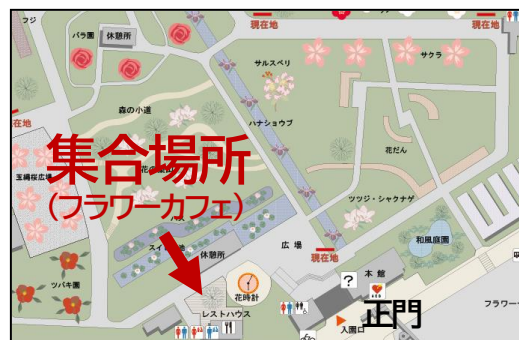 フジ
バラ園
休憩所
現在地
現在地
サルスベリ
サクラ
森の小道
在地
ハナショウブ
集合場所
(フラワーカフェ)
玉縄桜広場
花だん
ツツジ・シャクナゲ
広場
和風庭園
休憩所
現在地
ツバキ園
花時計
本館
?
レストハウス
正門
フラワー
入園口